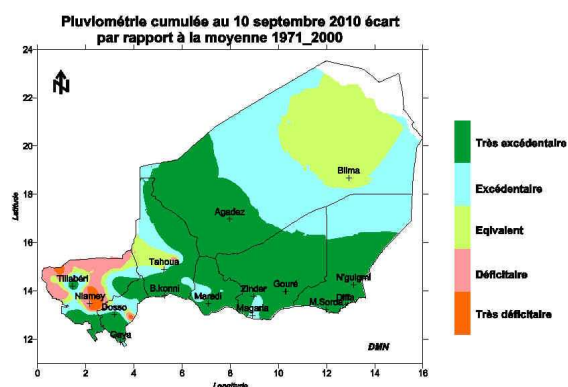 Pluviométrie cumulée au 10 septembre 2010 écart
par rapport à la moyenne 1971_2000
24
22
20
18
16
14
12
Latitude
N
Bilma
Agadez
Tahoua
Tillabéri
Niamey
Dosso
Gaya
B.konni
Maradi
Zinder
Magaria
Gouré
N'guigmi
Diffa
M.Soroa
DMN
0 2 4 6 8 10 12 14 16
Longitude
Très excédentaire
Excédentaire
Eqivalent
Déficitaire
Très déficitaire